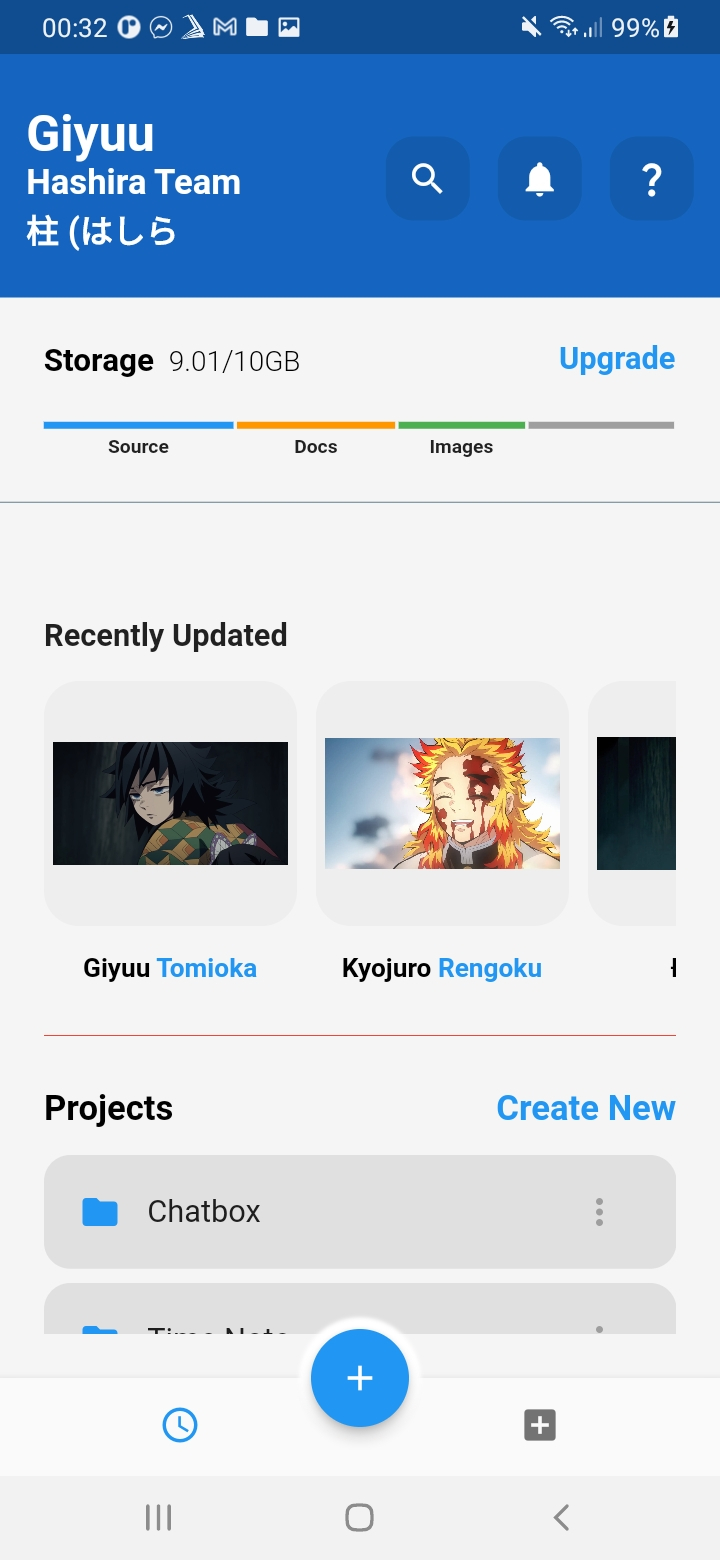 00:32
99%
Giyuu
Hashira Team
柱 (はしら
?
Storage 9.01/10GB
Upgrade
Source Docs Images
Recently Updated
Giyuu Tomioka Kyojuro Rengoku
Projects
Create New
Chatbox
Time Note